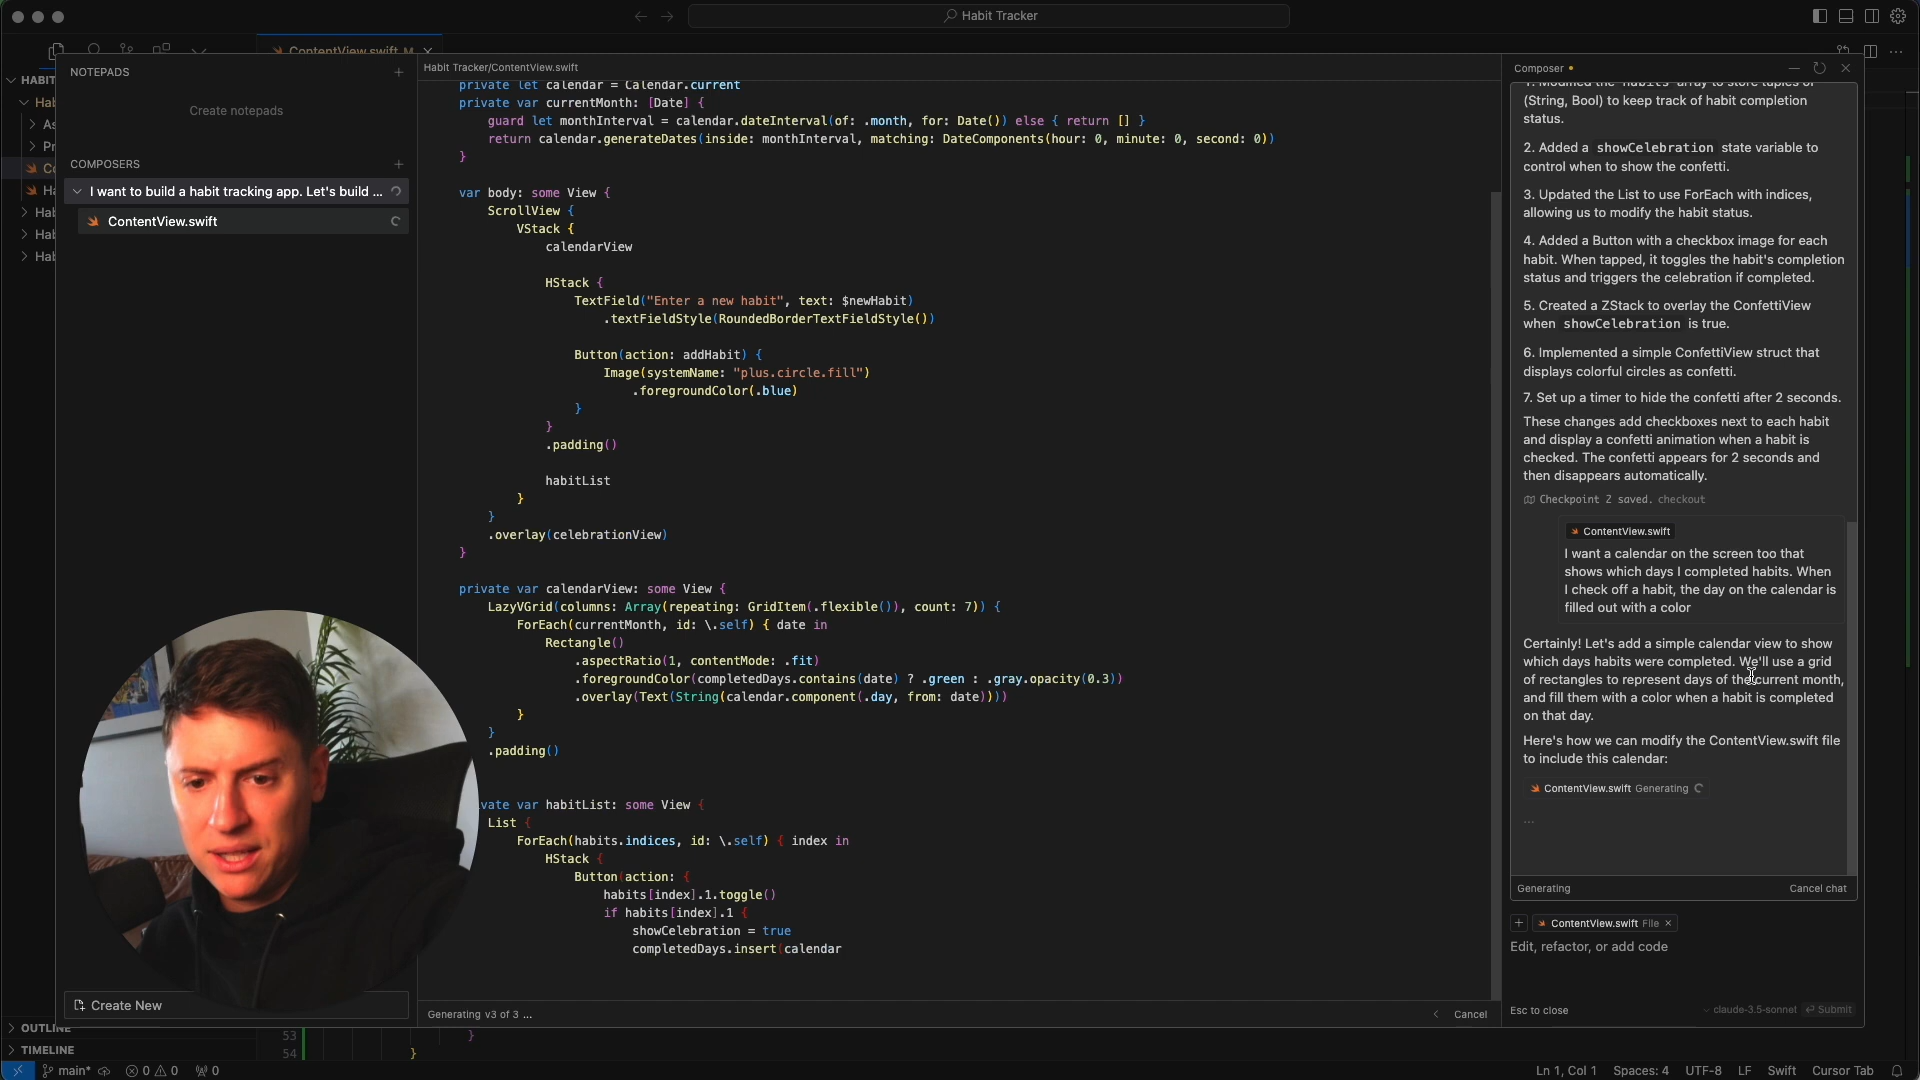 Habit Tracker
ContentView.swift M
HABIT
Hab
As
Pr
Co
Ha
Hab
Hab
Hab
OUTLINE
TIMELINE
NOTEPADS
Create notepads
COMPOSERS
I want to build a habit tracking app. Let's build ...
ContentView.swift
Create New
Habit Tracker/ContentView.swift
private let calendar = Calendar.current
private var currentMonth: [Date] {
guard let monthInterval = calendar.dateInterval(of: .month, for: Date()) else { return [] }
return calendar.generateDates(inside: monthInterval, matching: DateComponents(hour: 0, minute: 0, second: 0))
}
var body: some View {
ScrollView {
VStack {
calendarView
HStack {
TextField("Enter a new habit", text: $newHabit)
.textFieldStyle(RoundedBorderTextFieldStyle())
Button(action: addHabit) {
Image(systemName: "plus.circle.fill")
.foregroundColor(.blue)
}
}
.padding()
habitList
}
}
.overlay(celebrationView)
}
private var calendarView: some View {
LazyVGrid(columns: Array(repeating: GridItem(.flexible()), count: 7)) {
ForEach(currentMonth, id: \.self) { date in
Rectangle()
.aspectRatio(1, contentMode: .fit)
.foregroundColor(completedDays.contains(date) ? .green : .gray.opacity(0.3))
.overlay(Text(String(calendar.component(.day, from: date))))
}
}
.padding()
vate var habitList: some View {
List {
ForEach(habits.indices, id: \.self) { index in
HStack {
Button(action: {
habits[index].1.toggle()
if habits[index].1 {
showCelebration = true
completedDays.insert(calendar
Generating v3 of 3 ...
Cancel
53 }
54 }
Composer
1. Modified the habits array to store tuples of
(String, Bool) to keep track of habit completion
status.
2. Added a showCelebration state variable to
control when to show the confetti.
3. Updated the List to use ForEach with indices,
allowing us to modify the habit status.
4. Added a Button with a checkbox image for each
habit. When tapped, it toggles the habit's completion
status and triggers the celebration if completed.
5. Created a ZStack to overlay the ConfettiView
when showCelebration is true.
6. Implemented a simple ConfettiView struct that
displays colorful circles as confetti.
7. Set up a timer to hide the confetti after 2 seconds.
These changes add checkboxes next to each habit
and display a confetti animation when a habit is
checked. The confetti appears for 2 seconds and
then disappears automatically.
Checkpoint 2 saved. checkout
ContentView.swift
I want a calendar on the screen too that
shows which days I completed habits. When
I check off a habit, the day on the calendar is
filled out with a color
Certainly! Let's add a simple calendar view to show
which days habits were completed. We'll use a grid
of rectangles to represent days of the current month,
and fill them with a color when a habit is completed
on that day.
Here's how we can modify the ContentView.swift file
to include this calendar:
ContentView.swift Generating
...
Generating
Cancel chat
ContentView.swift File
Edit, refactor, or add code
Esc to close
claude-3.5-sonnet
Submit
main*
0 0
0
Ln 1, Col 1
Spaces: 4
UTF-8
LF
Swift
Cursor Tab